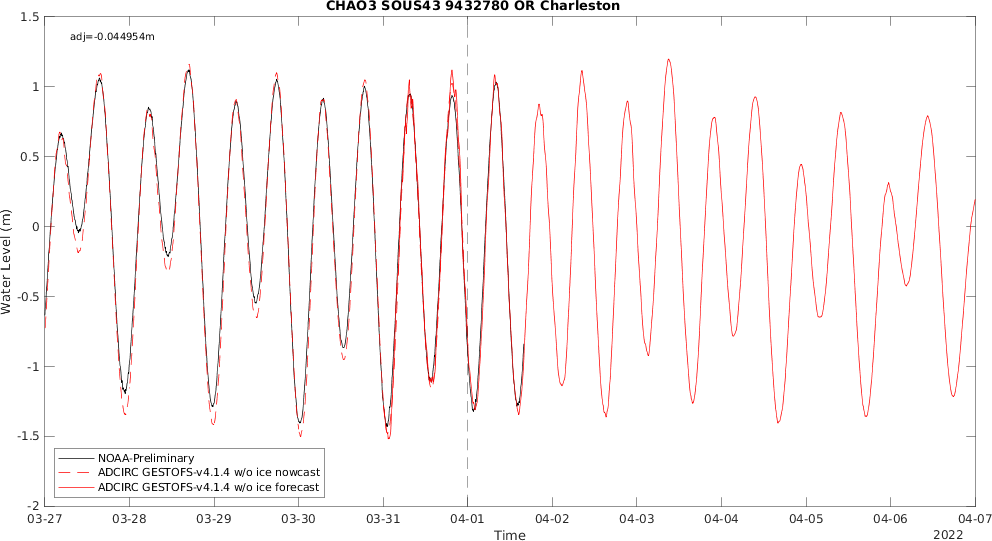 CHAO3 SOUS43 9432780 OR Charleston
adj=-0.044954m
1.5
1
0.5
0
-0.5
-1
-1.5
-2
Water Level (m)
NOAA-Preliminary
ADCIRC GESTOFS-v4.1.4 w/o ice nowcast
ADCIRC GESTOFS-v4.1.4 w/o ice forecast
03-27 03-28 03-29 03-30 03-31 04-01 04-02 04-03 04-04 04-05 04-06 04-07
Time
2022